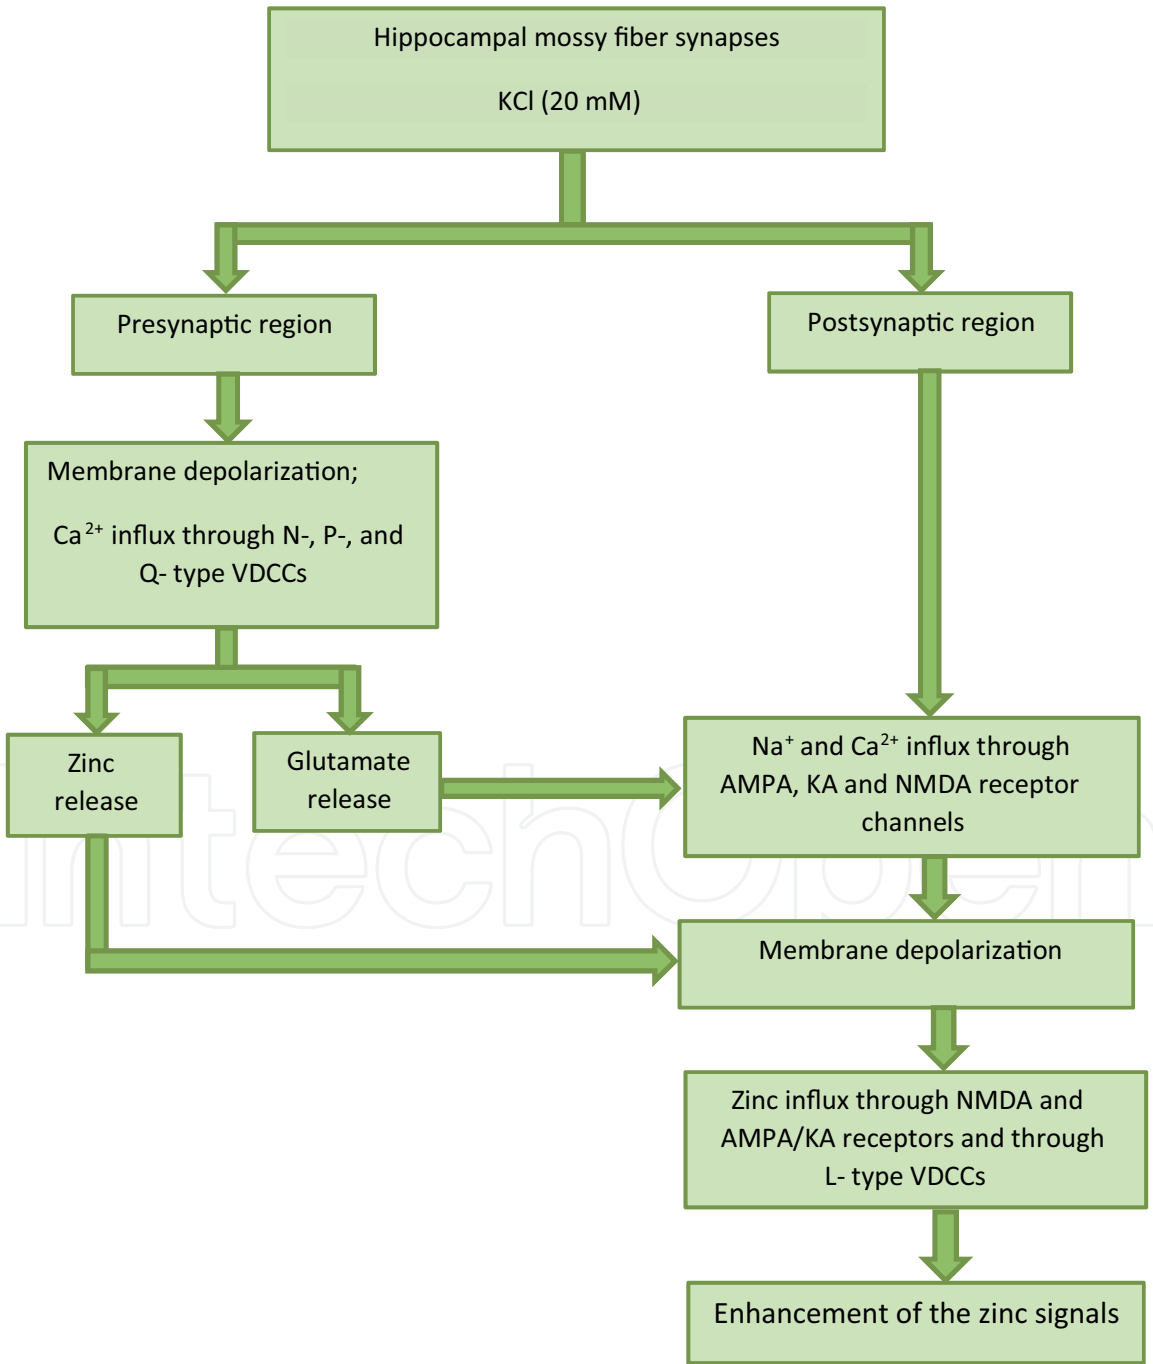 Hippocampal mossy fiber synapses
KCl (20 mM)
Presynaptic region
Postsynaptic region
Membrane depolarization;
Ca²⁺ influx through N-, P-, and
Q- type VDCCs
Zinc
release
Glutamate
release
Na⁺ and Ca²⁺ influx through
AMPA, KA and NMDA receptor
channels
Membrane depolarization
Zinc influx through NMDA and
AMPA/KA receptors and through
L- type VDCCs
Enhancement of the zinc signals
IntechOpen